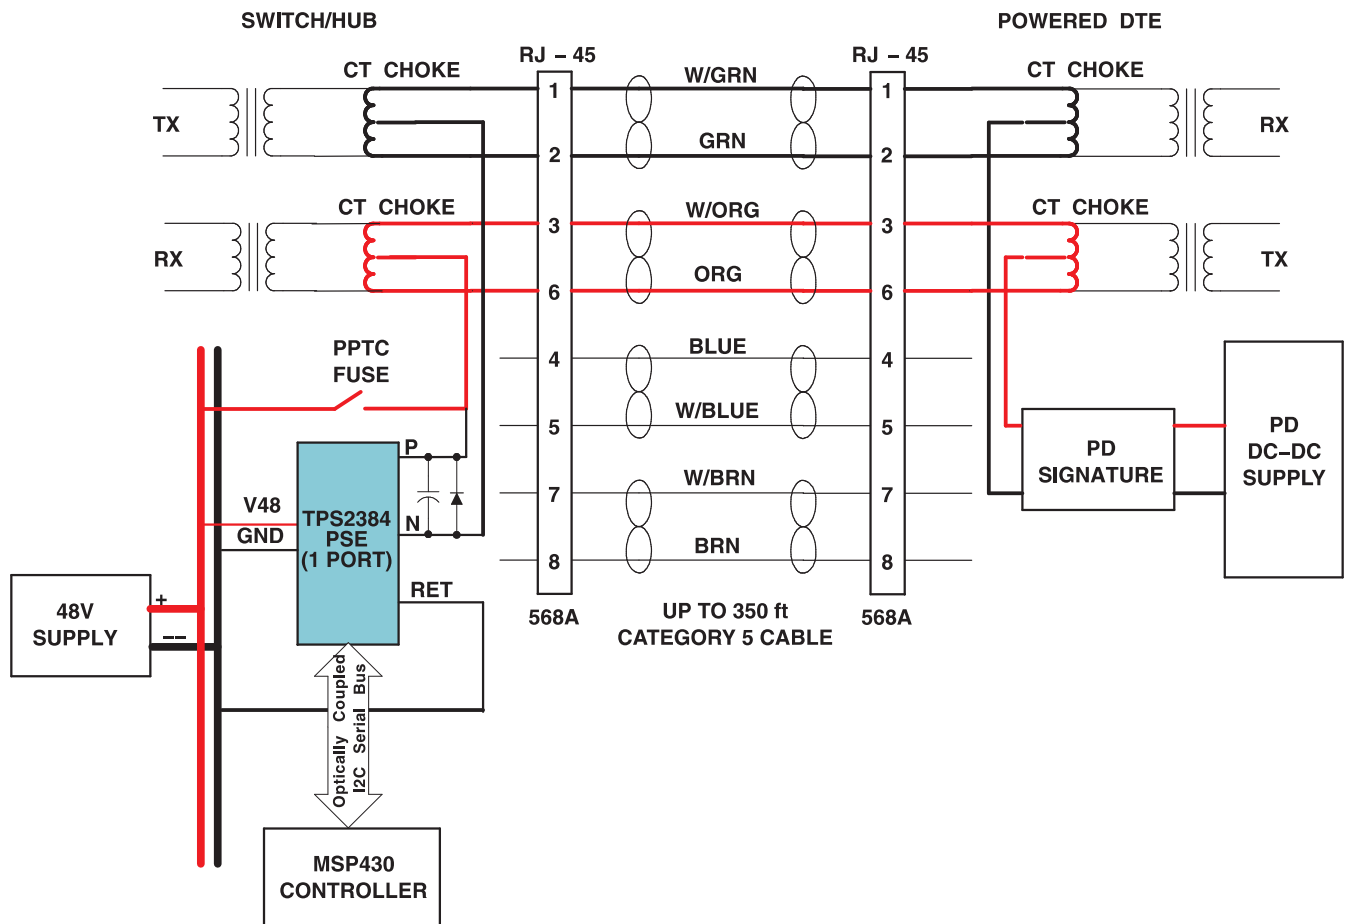 SWITCH/HUB
POWERED DTE
RJ – 45
RJ – 45
CT CHOKE
W/GRN
CT CHOKE
1
1
TX
RX
GRN
2
2
CT CHOKE
W/ORG
CT CHOKE
3
3
RX
TX
ORG
6
6
PPTC
FUSE
BLUE
4
4
W/BLUE
5
5
P
PD
SIGNATURE
PD
DC–DC
SUPPLY
W/BRN
7
7
V48
GND
TPS2384
PSE
(1 PORT)
N
BRN
8
8
RET
568A
568A
UP TO 350 ft
CATEGORY 5 CABLE
48V
SUPPLY
+
––
Optically Coupled
I2C Serial Bus
MSP430
CONTROLLER